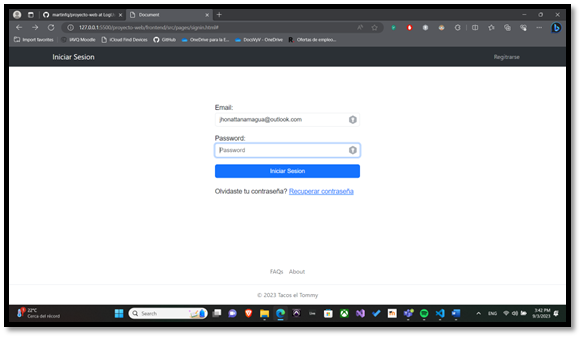 martinfq/proyecto-web at Login
Document
127.0.0.1:5500/proyecto-web/frontend/src/pages/signin.html#
Import favorites
JAVQ Moodle
iCloud Find Devices
GitHub
OneDrive para la E...
DocsVyV - OneDrive
Ofertas de empleo...
Iniciar Sesion
Registrarse
Email:
jhonattanamagua@outlook.com
Password:
Password
Iniciar Sesion
Olvidaste tu contraseña? Recuperar contraseña
FAQs About
© 2023 Tacos el Tommy
22°C
Cerca del récord
Search
ENG
3:42 PM
9/3/2023